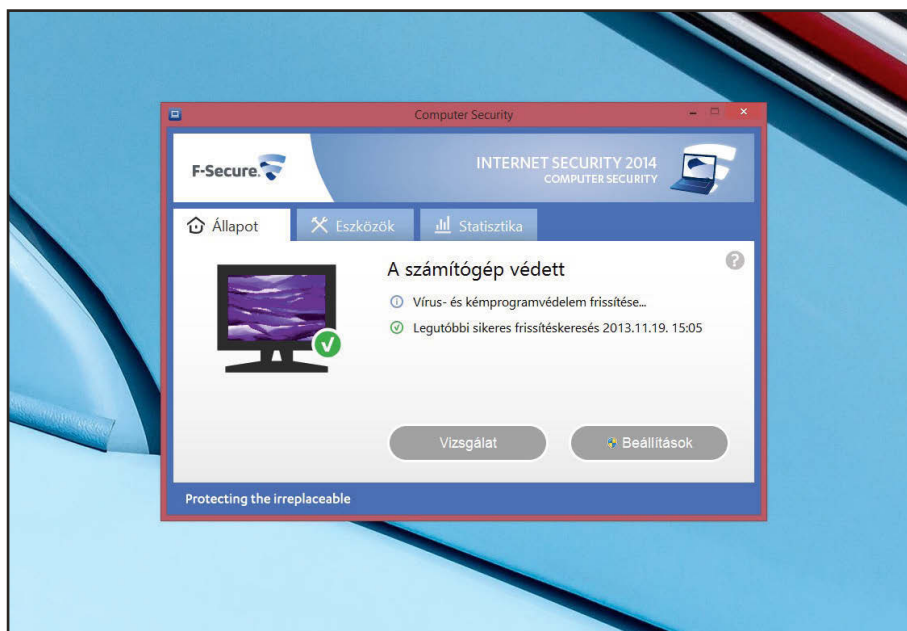 Computer Security
F-Secure.
INTERNET SECURITY 2014
COMPUTER SECURITY
Állapot
Eszközök
Statisztika
A számítógép védett
Vírus- és kémprogramvédelem frissítése...
Legutóbbi sikeres frissítéskeresés 2013.11.19. 15:05
Vizsgálat
Beállítások
Protecting the irreplaceable